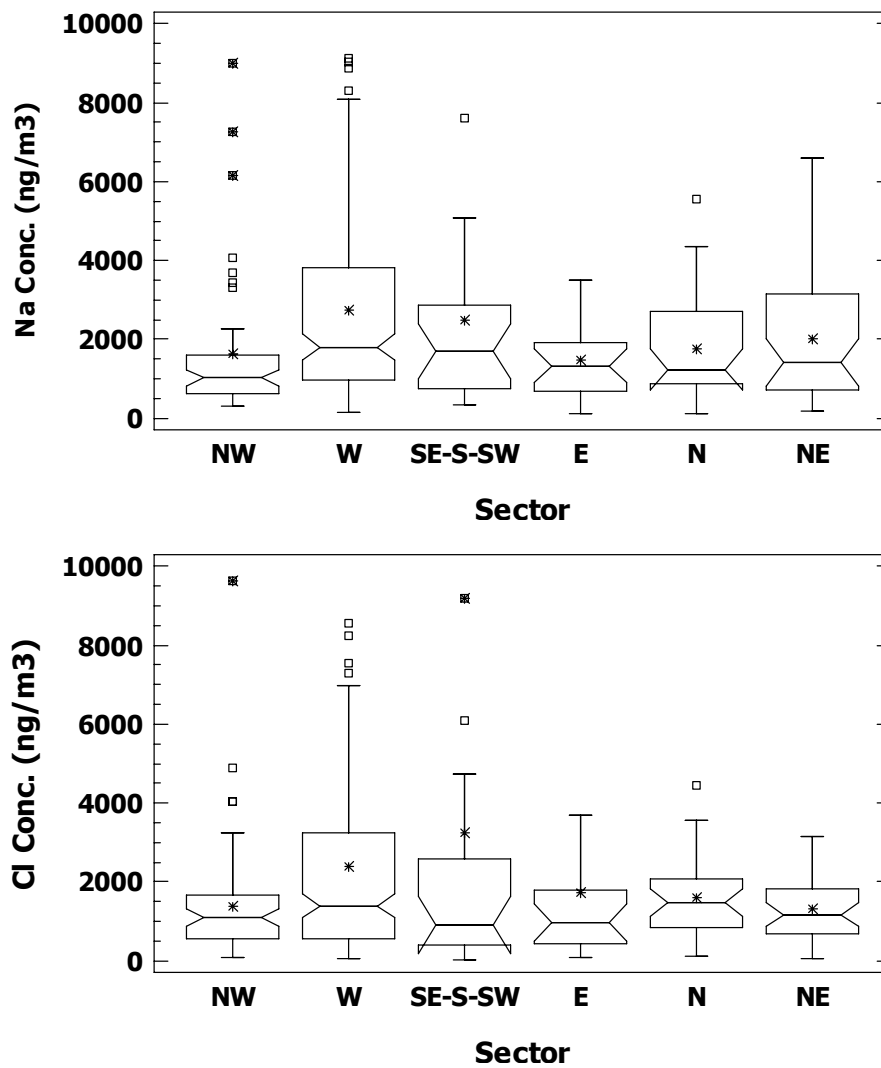 10000
8000
6000
4000
2000
0
Na Conc. (ng/m3)
NW W SE-S-SW E N NE
Sector
10000
8000
6000
4000
2000
0
Cl Conc. (ng/m3)
NW W SE-S-SW E N NE
Sector